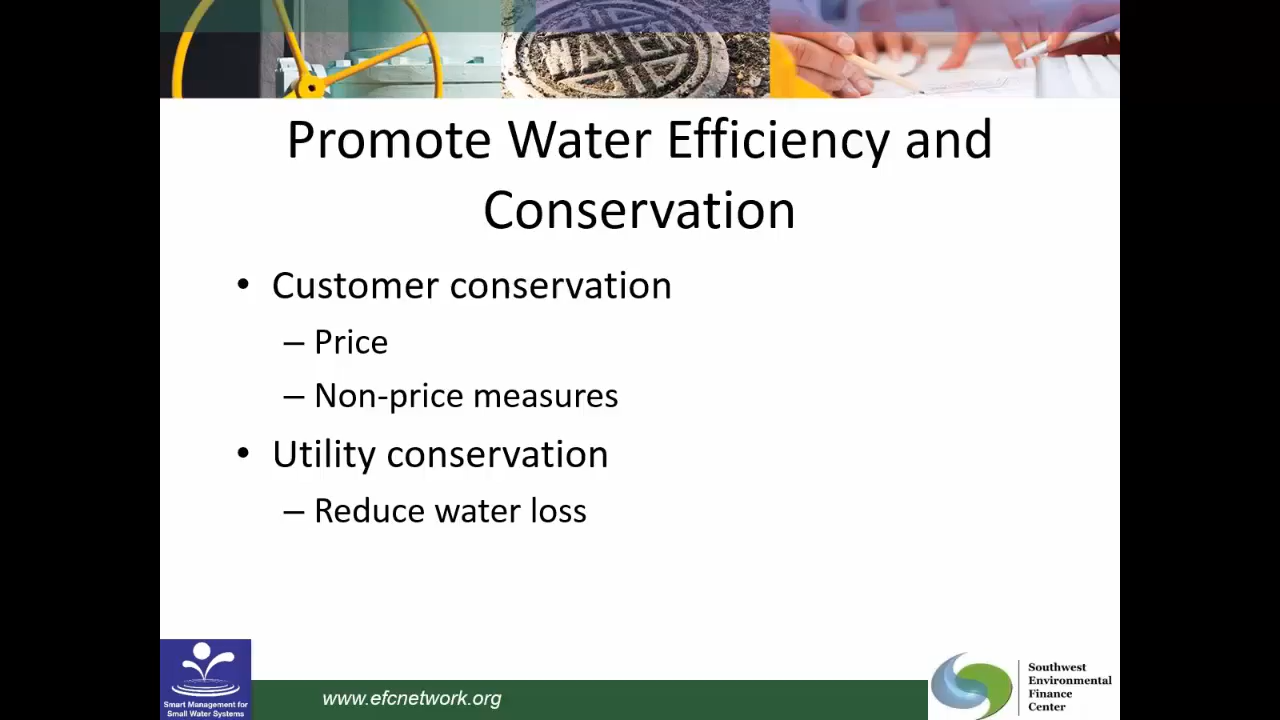 WATER
Promote Water Efficiency and
Conservation
• Customer conservation
– Price
– Non-price measures
• Utility conservation
– Reduce water loss
Smart Management for
Small Water Systems
www.efcnetwork.org
Southwest
Environmental
Finance
Center